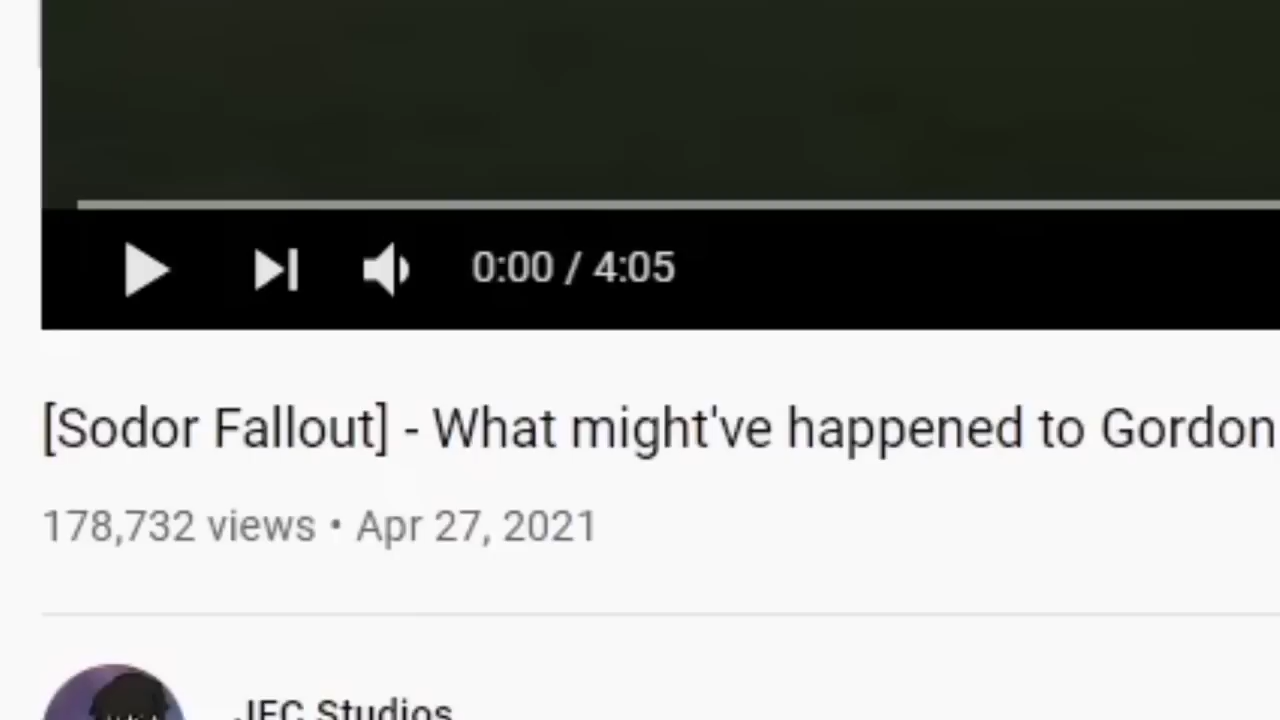 0:00 / 4:05
[Sodor Fallout] - What might've happened to Gordon
178,732 views • Apr 27, 2021
JFC Studios